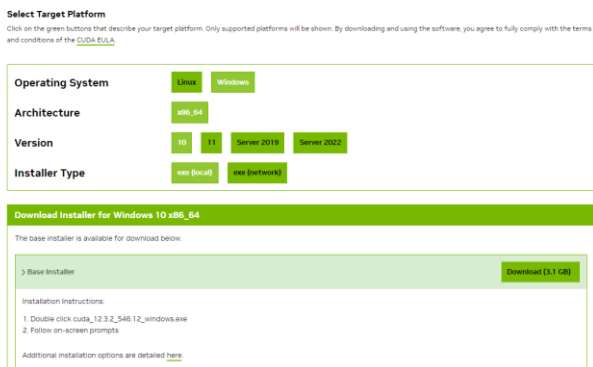 Select Target Platform
Click on the green buttons that describe your target platform. Only supported platforms will be shown. By downloading and using the software, you agree to fully comply with the terms
and conditions of the CUDA EULA.
Operating System Linux Windows
Architecture x86_64
Version 10 11 Server 2019 Server 2022
Installer Type exe (local) exe (network)
Download Installer for Windows 10 x86_64
The base installer is available for download below.
> Base Installer Download (3.1 GB)
Installation Instructions:
1. Double click cuda_12.3.2_546.12_windows.exe
2. Follow on-screen prompts
Additional installation options are detailed here.